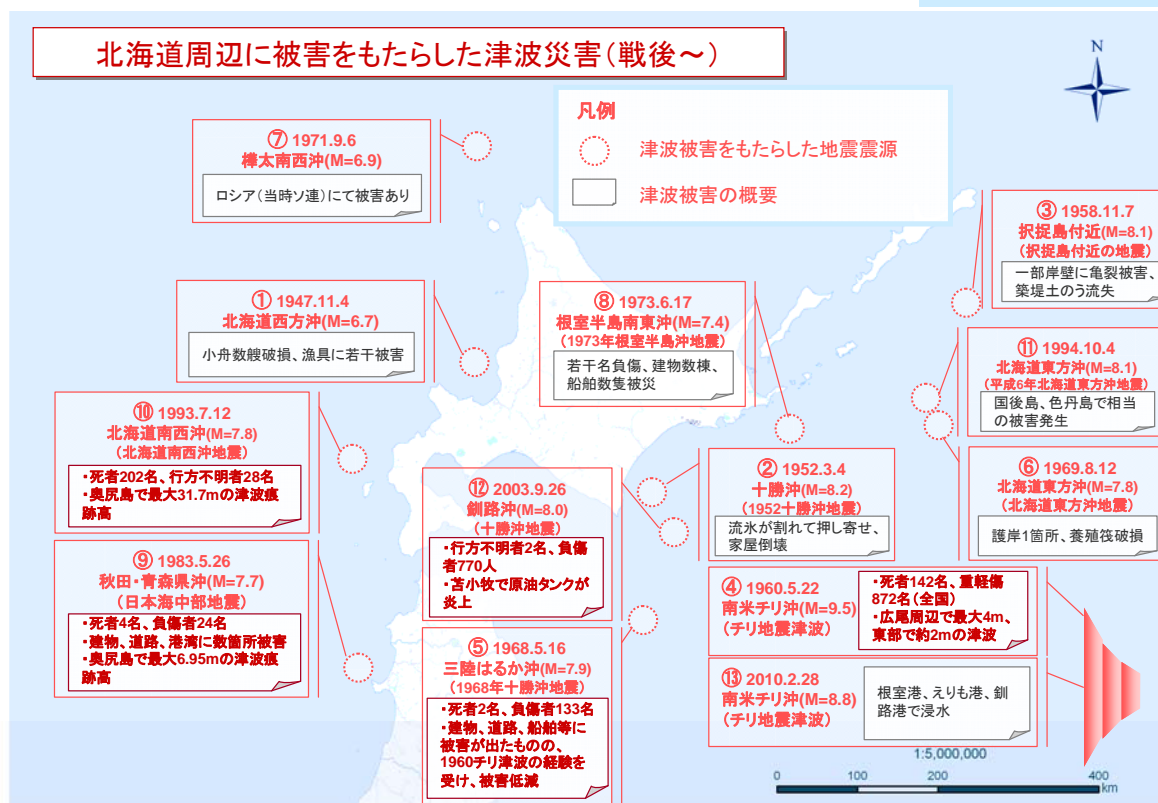 北海道周辺に被害をもたらした津波災害(戦後~)
N
凡例
津波被害をもたらした地震震源
津波被害の概要
⑦ 1971.9.6
樺太南西沖(M=6.9)
ロシア(当時ソ連)にて被害あり
③ 1958.11.7
択捉島付近(M=8.1)
(択捉島付近の地震)
一部岸壁に亀裂被害、
築堤土のう流失
① 1947.11.4
北海道西方沖(M=6.7)
小舟数艘破損、漁具に若干被害
⑧ 1973.6.17
根室半島南東沖(M=7.4)
(1973年根室半島沖地震)
若干名負傷、建物数棟、
船舶数隻被災
⑪ 1994.10.4
北海道東方沖(M=8.1)
(平成6年北海道東方沖地震)
国後島、色丹島で相当
の被害発生
⑩ 1993.7.12
北海道南西沖(M=7.8)
(北海道南西沖地震)
・死者202名、行方不明者28名
・奥尻島で最大31.7mの津波痕
跡高
⑫ 2003.9.26
釧路沖(M=8.0)
(十勝沖地震)
・行方不明者2名、負傷
者770人
・苫小牧で原油タンクが
炎上
② 1952.3.4
十勝沖(M=8.2)
(1952十勝沖地震)
流氷が割れて押し寄せ、
家屋倒壊
⑥ 1969.8.12
北海道東方沖(M=7.8)
(北海道東方沖地震)
護岸1箇所、養殖筏破損
⑨ 1983.5.26
秋田・青森県沖(M=7.7)
(日本海中部地震)
・死者4名、負傷者24名
・建物、道路、港湾に数箇所被害
・奥尻島で最大6.95mの津波痕
跡高
④ 1960.5.22
南米チリ沖(M=9.5)
(チリ地震津波)
・死者142名、重軽傷
872名(全国)
・広尾周辺で最大4m、
東部で約2mの津波
⑤ 1968.5.16
三陸はるか沖(M=7.9)
(1968年十勝沖地震)
・死者2名、負傷者133名
・建物、道路、船舶等に
被害が出たものの、
1960チリ津波の経験を
受け、被害低減
⑬ 2010.2.28
南米チリ沖(M=8.8)
(チリ地震津波)
根室港、えりも港、釧
路港で浸水
1:5,000,000
0 100 200 400
km